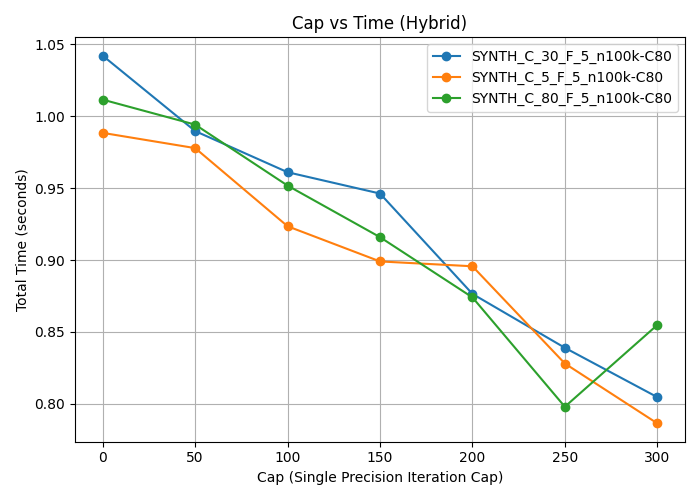 Cap vs Time (Hybrid)
SYNTH_C_30_F_5_n100k-C80
SYNTH_C_5_F_5_n100k-C80
SYNTH_C_80_F_5_n100k-C80
Total Time (seconds)
1.05
1.00
0.95
0.90
0.85
0.80
0 50 100 150 200 250 300
Cap (Single Precision Iteration Cap)